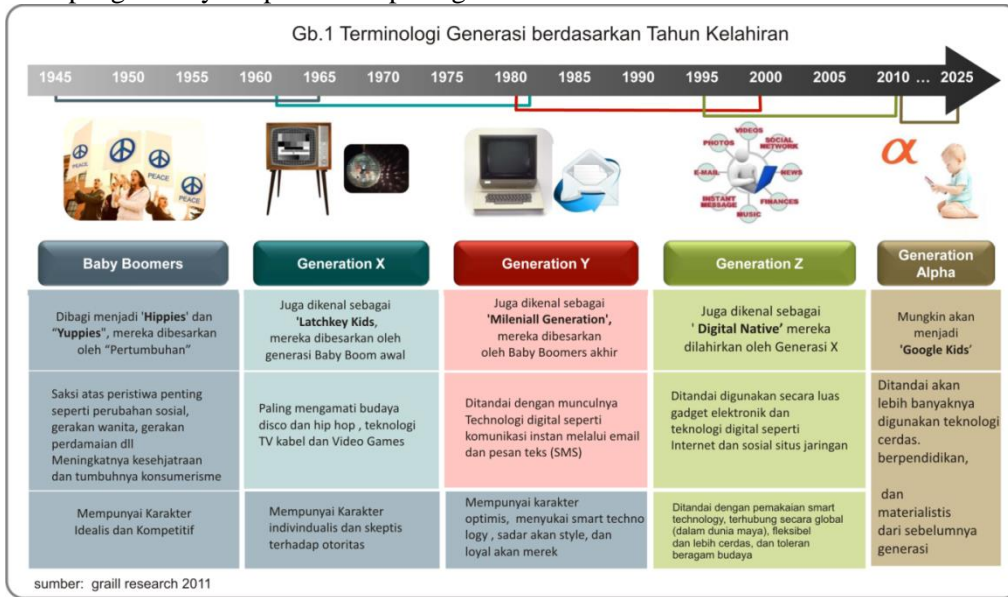 Gb.1 Terminologi Generasi berdasarkan Tahun Kelahiran
1945 1950 1955 1960 1965 1970 1975 1980 1985 1990 1995 2000 2005 2010 ... 2025
PEACE
PEACE
PEACE
VIDEOS
PHOTOS
SOCIAL
NETWORK
E-MAIL
NEWS
INSTANT
MESSAGE
FINANCES
MUSIC
α
Baby Boomers
Dibagi menjadi 'Hippies' dan
"Yuppies", mereka dibesarkan
oleh "Pertumbuhan"
Saksi atas peristiwa penting
seperti perubahan sosial,
gerakan wanita, gerakan
perdamaian dll
Meningkatnya kesehjatraan
dan tumbuhnya konsumerisme
Mempunyai Karakter
Idealis dan Kompetitif
Generation X
Juga dikenal sebagai
'Latchkey Kids,
mereka dibesarkan oleh
generasi Baby Boom awal
Paling mengamati budaya
disco dan hip hop , teknologi
TV kabel dan Video Games
Mempunyai Karakter
indivindualis dan skeptis
terhadap otoritas
Generation Y
Juga dikenal sebagai
'Mileniall Generation',
mereka dibesarkan
oleh Baby Boomers akhir
Ditandai dengan munculnya
Technologi digital seperti
komunikasi instan melalui email
dan pesan teks (SMS)
Mempunyai karakter
optimis, menyukai smart techno
logy , sadar akan style, dan
loyal akan merek
Generation Z
Juga dikenal sebagai
' Digital Native' mereka
dilahirkan oleh Generasi X
Ditandai digunakan secara luas
gadget elektronik dan
teknologi digital seperti
Internet dan sosial situs jaringan
Ditandai dengan pemakaian smart
technology, terhubung secara global
(dalam dunia maya), fleksibel
dan lebih cerdas, dan toleran
beragam budaya
Generation
Alpha
Mungkin akan
menjadi
'Google Kids'
Ditandai akan
lebih banyaknya
digunakan teknologi
cerdas.
berpendidikan,
dan
materialistis
dari sebelumnya
generasi
sumber: graill research 2011